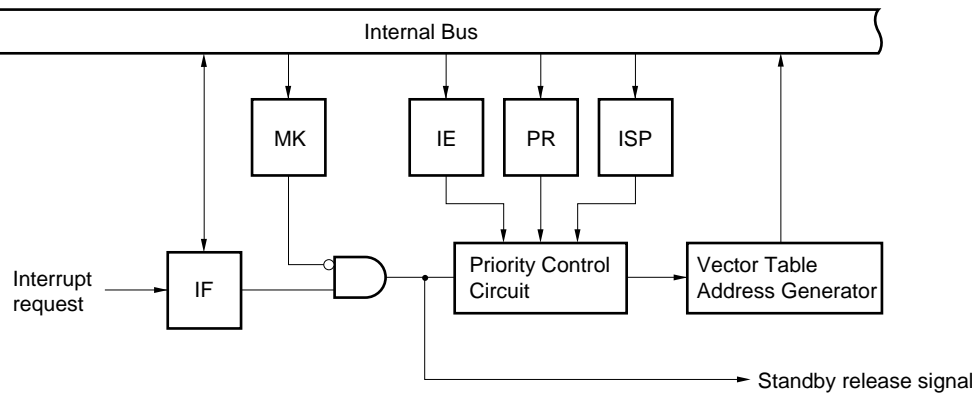 Internal Bus
MK
IE
PR
ISP
Interrupt
request
IF
Priority Control
Circuit
Vector Table
Address Generator
Standby release signal